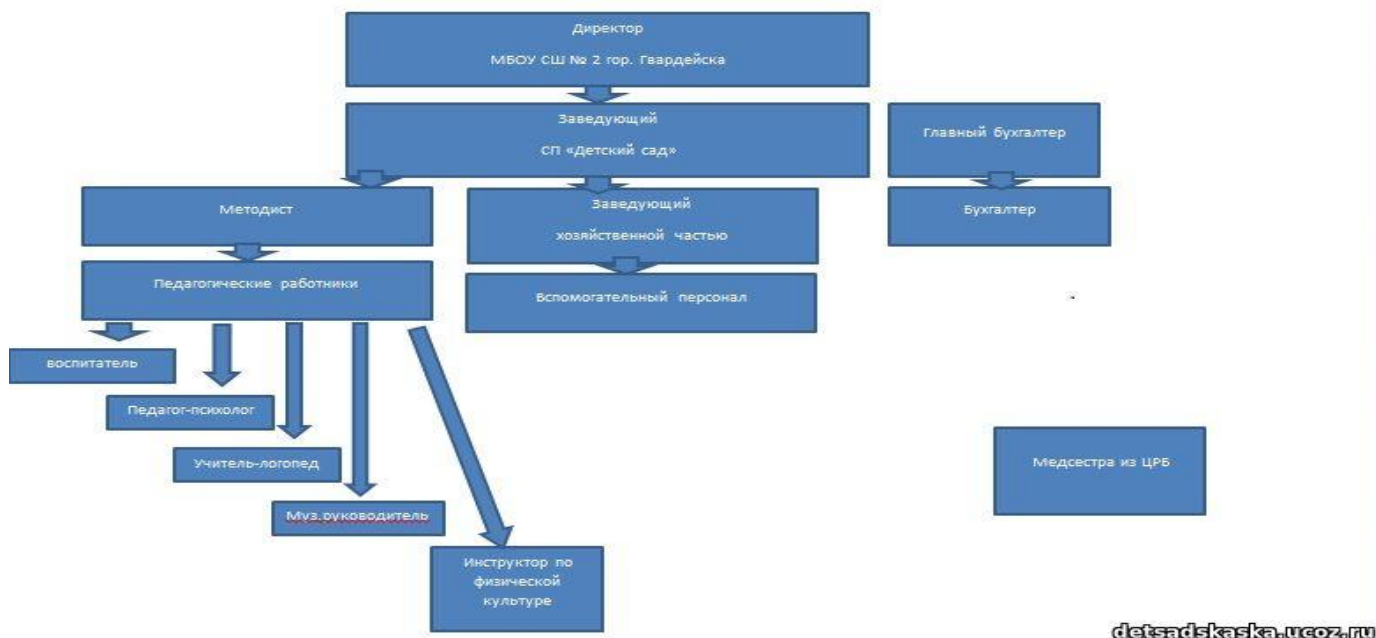 Директор
МБОУ СШ № 2 гор. Гвардейска
Заведующий
СП «Детский сад»
Главный бухгалтер
Методист
Заведующий
хозяйственной частью
Бухгалтер
Педагогические работники
Вспомогательный персонал
воспитатель
Педагог-психолог
Учитель-логопед
Муз.руководитель
Инструктор по
физической
культуре
Медсестра из ЦРБ
detsadskaska.ucoz.ru